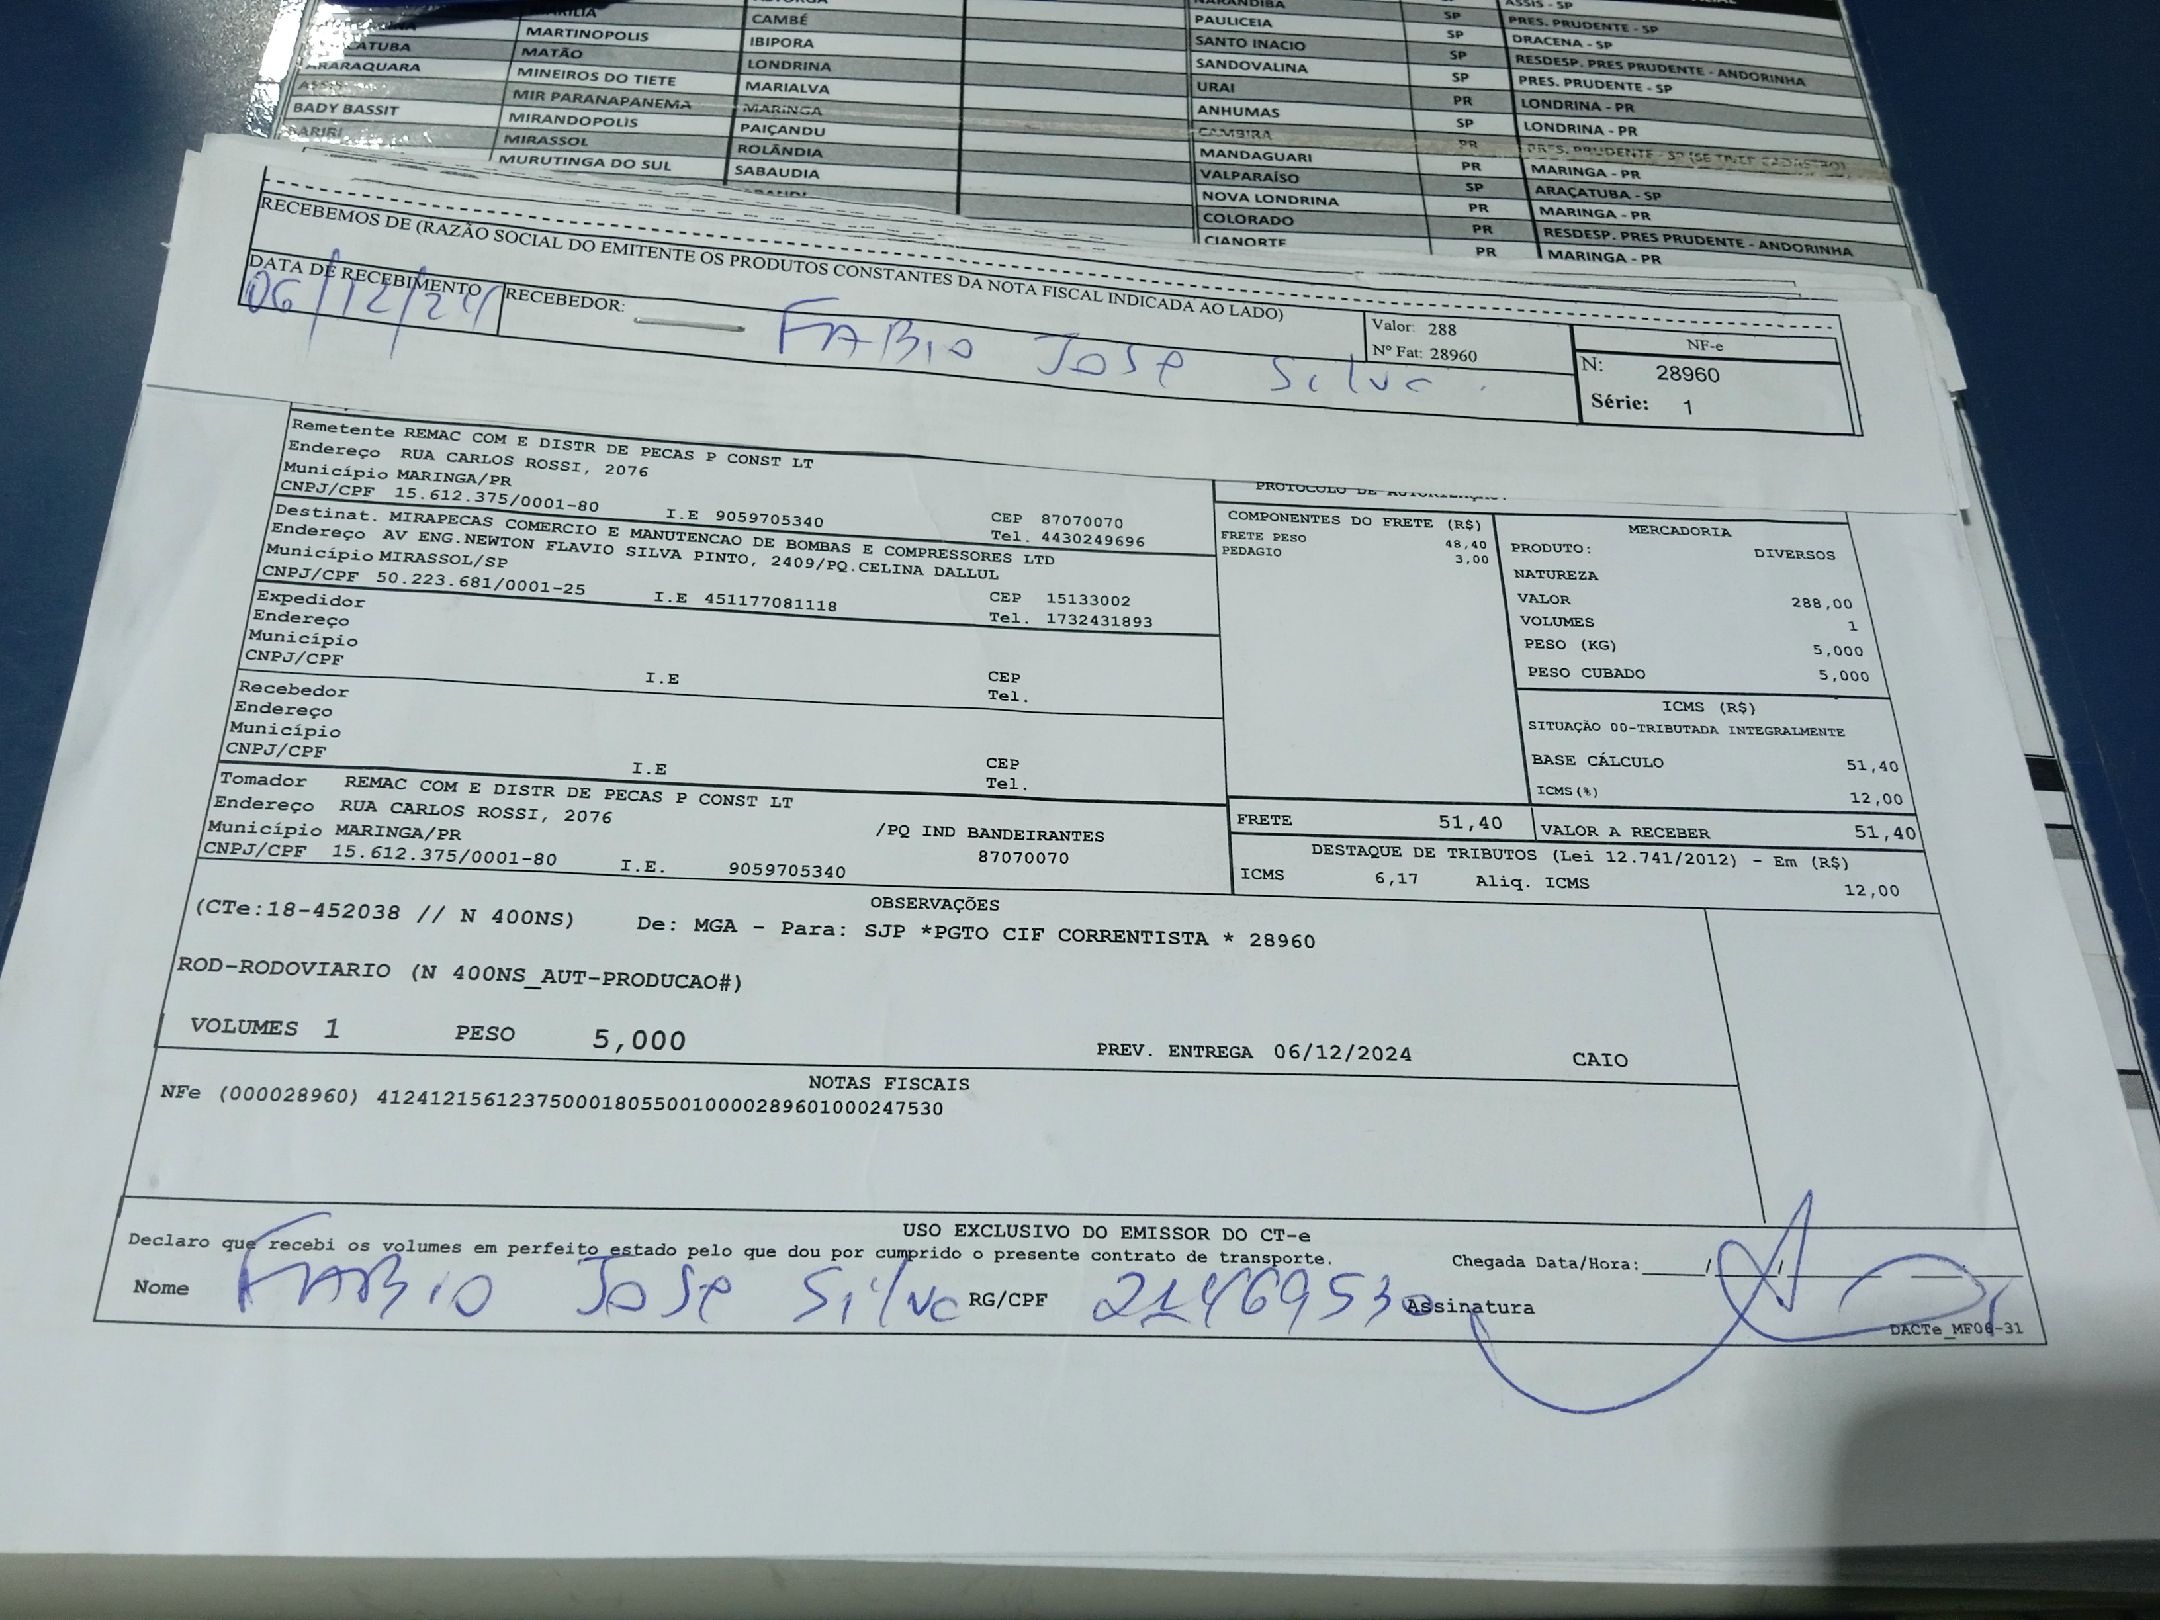 MARTINOPOLIS
MATÃO
MINEIROS DO TIETE
MIR PARANAPANEMA
MIRANDOPOLIS
MIRASSOL
MURUTINGA DO SUL
ARARAQUARA
BADY BASSIT
BARIRI
CAMBÉ
IBIPORA
LONDRINA
MARIALVA
MARINGA
PAIÇANDU
ROLÂNDIA
SABAUDIA
PAULICEIA SP PRES. PRUDENTE - SP
SANTO INACIO SP DRACENA - SP
SANDOVALINA SP RESDESP. PRES PRUDENTE - ANDORINHA
URAI SP PRES. PRUDENTE - SP
ANHUMAS PR LONDRINA - PR
CAMBIRA SP LONDRINA - PR
MANDAGUARI PR PRES. PRUDENTE - SP (SE TIVER CADASTRO)
VALPARAÍSO PR MARINGA - PR
NOVA LONDRINA SP ARAÇATUBA - SP
COLORADO PR MARINGA - PR
CIANORTE PR RESDESP. PRES PRUDENTE - ANDORINHA
PR MARINGA - PR
RECEBEMOS DE (RAZÃO SOCIAL DO EMITENTE OS PRODUTOS CONSTANTES DA NOTA FISCAL INDICADA AO LADO)
DATA DE RECEBIMENTO RECEBEDOR:
06/12/24 FABIO JOSE Silva
Valor: 288
Nº Fat: 28960
NF-e
N: 28960
Série: 1
Remetente REMAC COM E DISTR DE PECAS P CONST LT
Endereço RUA CARLOS ROSSI, 2076
Município MARINGA/PR CEP 87070070
CNPJ/CPF 15.612.375/0001-80 I.E 9059705340 Tel. 4430249696
Destinat. MIRAPECAS COMERCIO E MANUTENCAO DE BOMBAS E COMPRESSORES LTD
Endereço AV ENG.NEWTON FLAVIO SILVA PINTO, 2409/PQ.CELINA DALLUL
Município MIRASSOL/SP CEP 15133002
CNPJ/CPF 50.223.681/0001-25 I.E 451177081118 Tel. 1732431893
Expedidor
Endereço
Município CEP
CNPJ/CPF I.E Tel.
Recebedor
Endereço
Município CEP
CNPJ/CPF I.E Tel.
Tomador REMAC COM E DISTR DE PECAS P CONST LT
Endereço RUA CARLOS ROSSI, 2076 /PQ IND BANDEIRANTES
Município MARINGA/PR 87070070
CNPJ/CPF 15.612.375/0001-80 I.E. 9059705340
PROTOCOLO DE AUTORIZAÇÃO:
COMPONENTES DO FRETE (R$)
FRETE PESO 48,40
PEDAGIO 3,00
MERCADORIA
PRODUTO: DIVERSOS
NATUREZA
VALOR 288,00
VOLUMES 1
PESO (KG) 5,000
PESO CUBADO 5,000
ICMS (R$)
SITUAÇÃO 00-TRIBUTADA INTEGRALMENTE
BASE CÁLCULO 51,40
ICMS(%) 12,00
FRETE 51,40 VALOR A RECEBER 51,40
DESTAQUE DE TRIBUTOS (Lei 12.741/2012) - Em (R$)
ICMS 6,17 Aliq. ICMS 12,00
OBSERVAÇÕES
(CTe:18-452038 // N 400NS) De: MGA - Para: SJP *PGTO CIF CORRENTISTA * 28960
ROD-RODOVIARIO (N 400NS_AUT-PRODUCAO#)
VOLUMES 1 PESO 5,000 PREV. ENTREGA 06/12/2024 CAIO
NOTAS FISCAIS
NFe (000028960) 41241215612375000180550010000289601000247530
USO EXCLUSIVO DO EMISSOR DO CT-e
Declaro que recebi os volumes em perfeito estado pelo que dou por cumprido o presente contrato de transporte. Chegada Data/Hora:
Nome FABIO JOSE Silva RG/CPF 21469530 Assinatura
DACTe_MF06-31